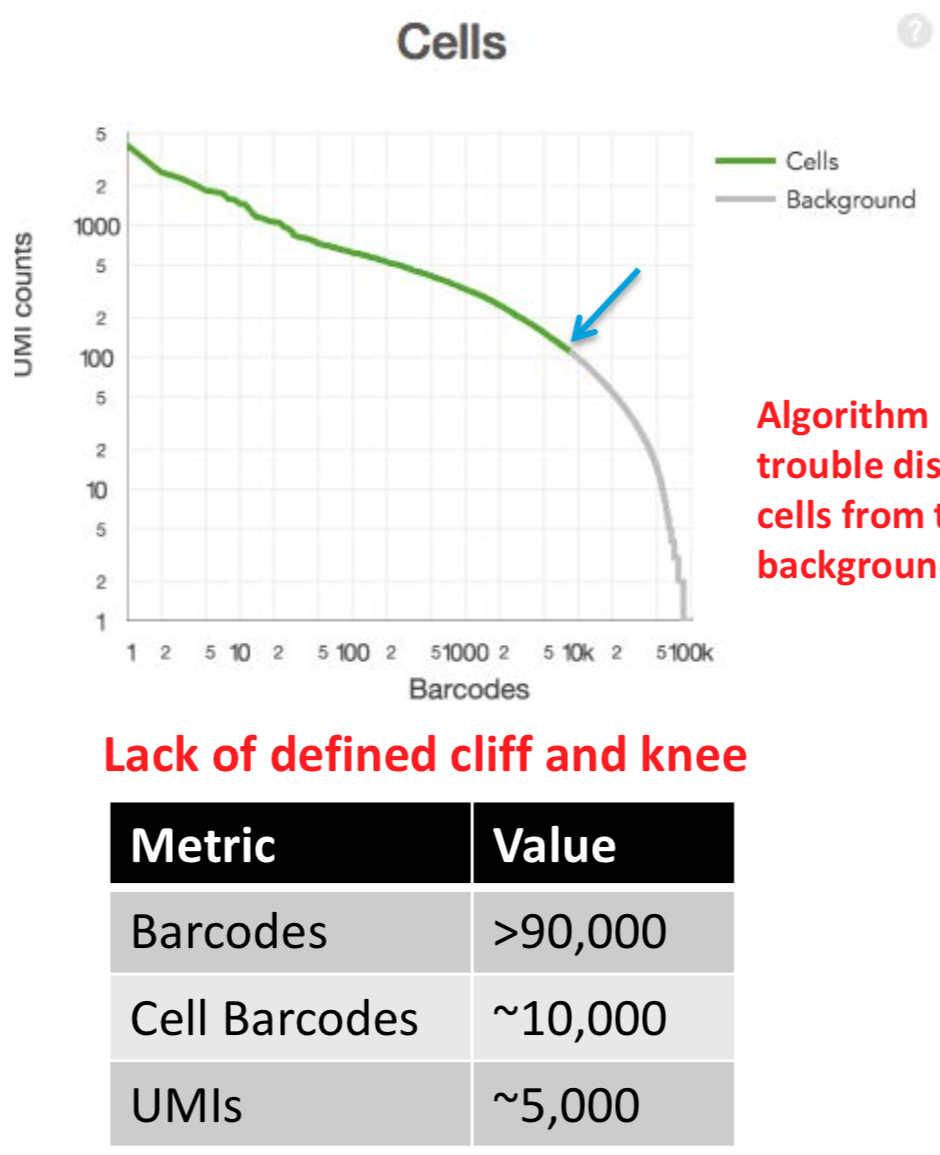 Cells
?
5
2
1000
5
2
100
5
2
10
5
2
1
UMI counts
Cells
Background
Algorithm
trouble dis
cells from t
backgroun
1 2 5 10 2 5 100 2 5 1000 2 5 10k 2 5 100k
Barcodes
Lack of defined cliff and knee
Metric Value
Barcodes >90,000
Cell Barcodes ~10,000
UMIs ~5,000